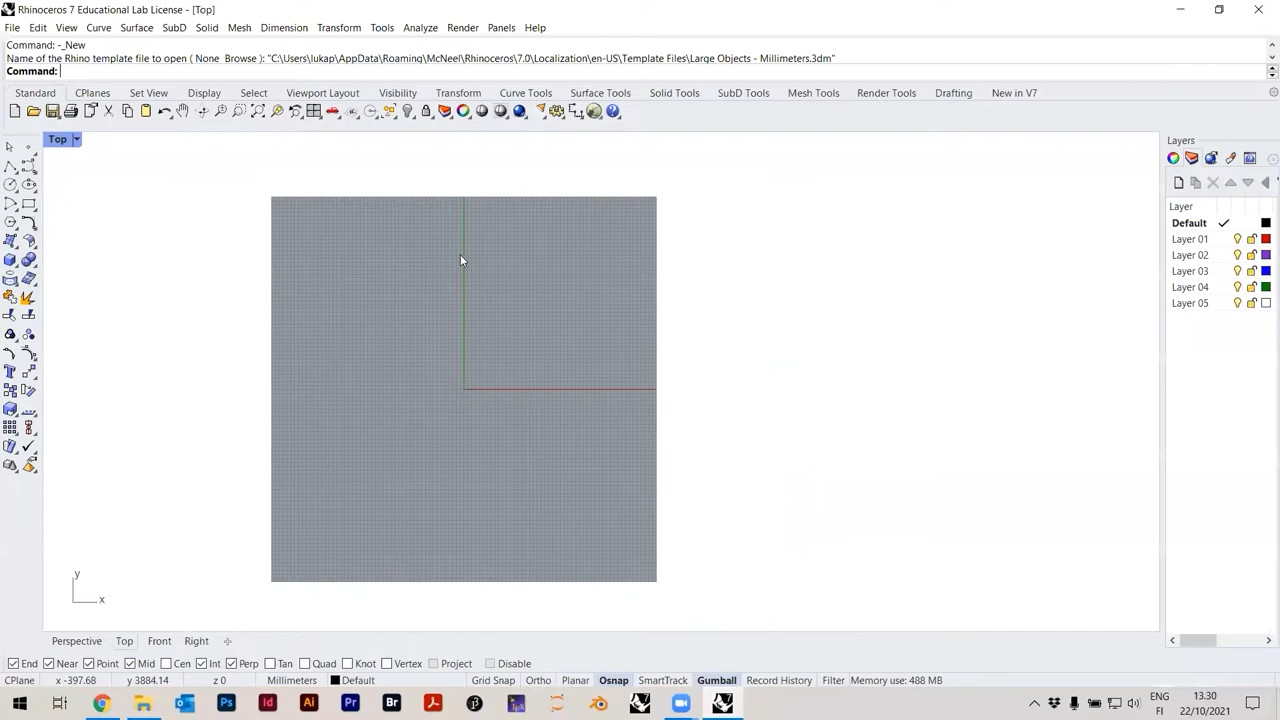 Rhinoceros 7 Educational Lab License - [Top]
File Edit View Curve Surface SubD Solid Mesh Dimension Transform Tools Analyze Render Panels Help
Command: -_New
Name of the Rhino template file to open ( None Browse ): "C:\Users\lukap\AppData\Roaming\McNeel\Rhinoceros\7.0\Localization\en-US\Template Files\Large Objects - Millimeters.3dm"
Command:
Standard CPlanes Set View Display Select Viewport Layout Visibility Transform Curve Tools Surface Tools Solid Tools SubD Tools Mesh Tools Render Tools Drafting New in V7
Top
Layers
Layer
Default
Layer 01
Layer 02
Layer 03
Layer 04
Layer 05
y
x
Perspective Top Front Right
End Near Point Mid Cen Int Perp Tan Quad Knot Vertex Project Disable
CPlane x -397.68 y 3884.14 z 0 Millimeters Default Grid Snap Ortho Planar Osnap SmartTrack Gumball Record History Filter Memory use: 488 MB
Ps Id Ai Pr Br
ENG 13.30
FI 22/10/2021